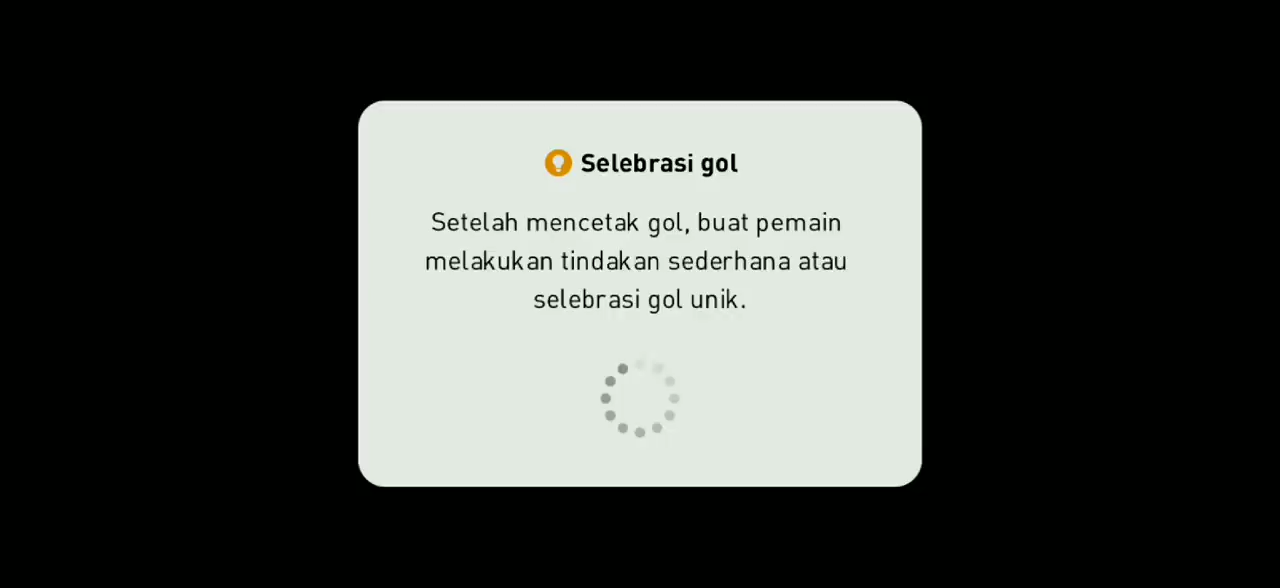 Selebrasi gol
Setelah mencetak gol, buat pemain
melakukan tindakan sederhana atau
selebrasi gol unik.